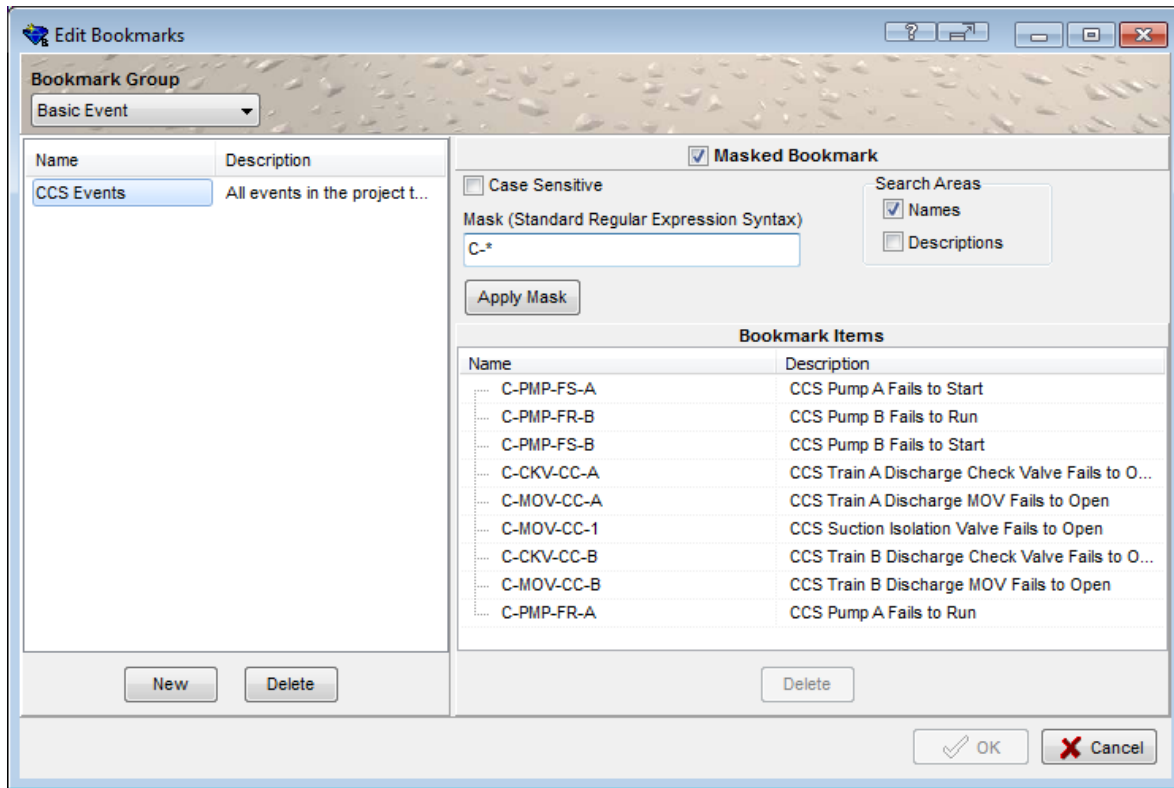 Edit Bookmarks
Bookmark Group
Basic Event
Name Description
CCS Events All events in the project t...
Masked Bookmark
Case Sensitive
Search Areas
Names
Mask (Standard Regular Expression Syntax)
Descriptions
C-*
Apply Mask
Bookmark Items
Name Description
C-PMP-FS-A CCS Pump A Fails to Start
C-PMP-FR-B CCS Pump B Fails to Run
C-PMP-FS-B CCS Pump B Fails to Start
C-CKV-CC-A CCS Train A Discharge Check Valve Fails to O...
C-MOV-CC-A CCS Train A Discharge MOV Fails to Open
C-MOV-CC-1 CCS Suction Isolation Valve Fails to Open
C-CKV-CC-B CCS Train B Discharge Check Valve Fails to O...
C-MOV-CC-B CCS Train B Discharge MOV Fails to Open
C-PMP-FR-A CCS Pump A Fails to Run
New Delete
Delete
OK Cancel